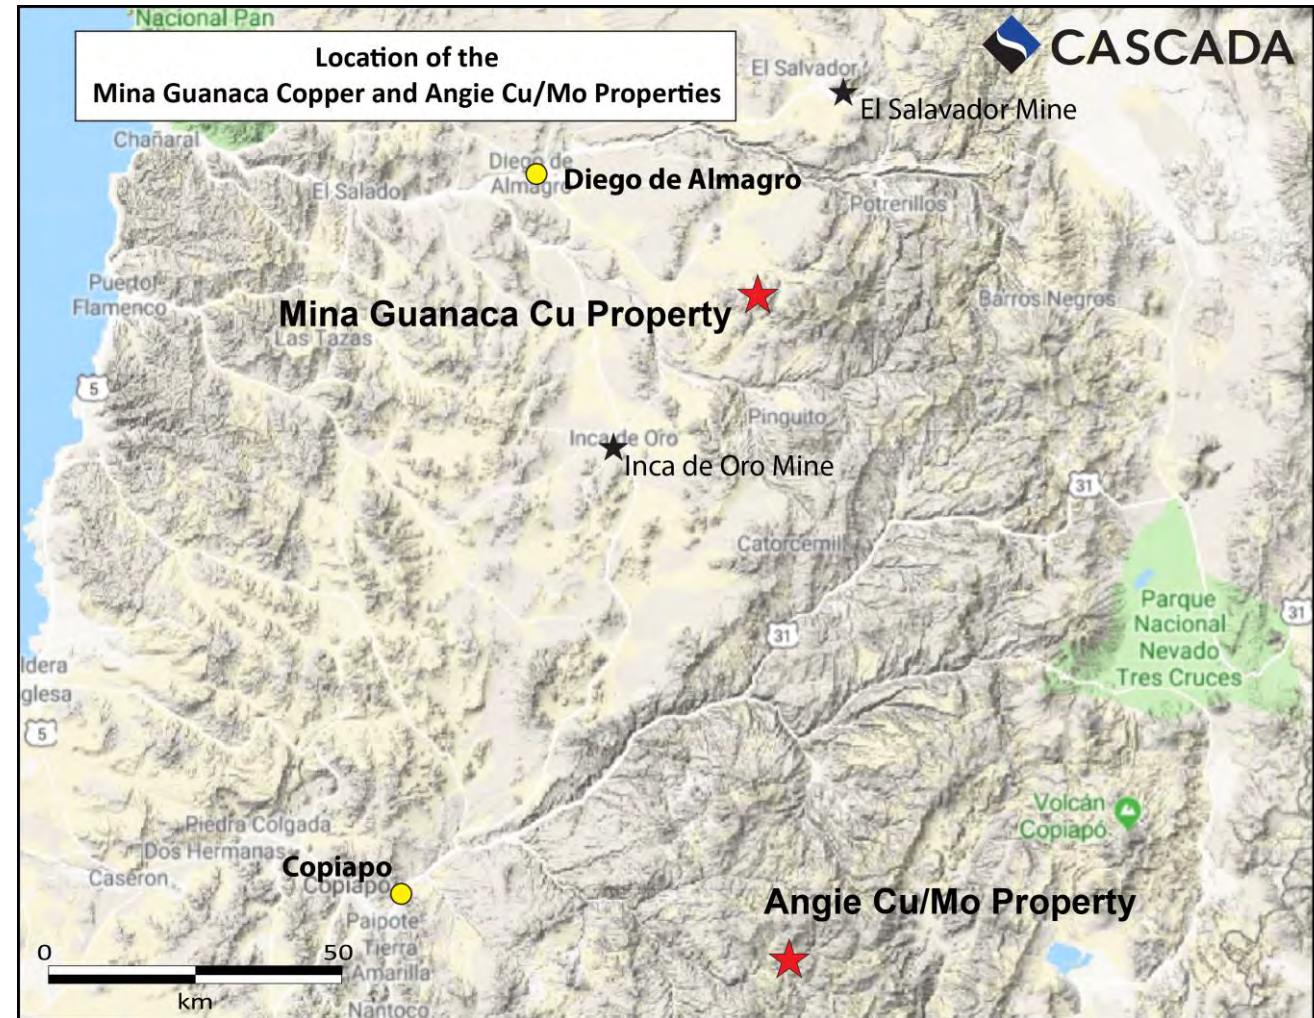 Nacional Pan
CASCADA
Location of the
Mina Guanaca Copper and Angie Cu/Mo Properties
El Salvador
El Salavador Mine
Chañaral
Diego de
Almagro
Diego de Almagro
El Salado
Potrerillos
Puerto
Flamenco
Mina Guanaca Cu Property
Barros Negros
Las Tazas
5
Pinguito
Inca de Oro
Inca de Oro Mine
31
Catorcemil
Parque
Nacional
Nevado
Tres Cruces
31
31
ldera
glesa
5
Volcán
Copiapó
Piedra Colgada
Dos Hermanas
Caserón
Copiapo
Copiapó
Angie Cu/Mo Property
Paipote
Tierra
Amarilla
Nantoco
0 50
km